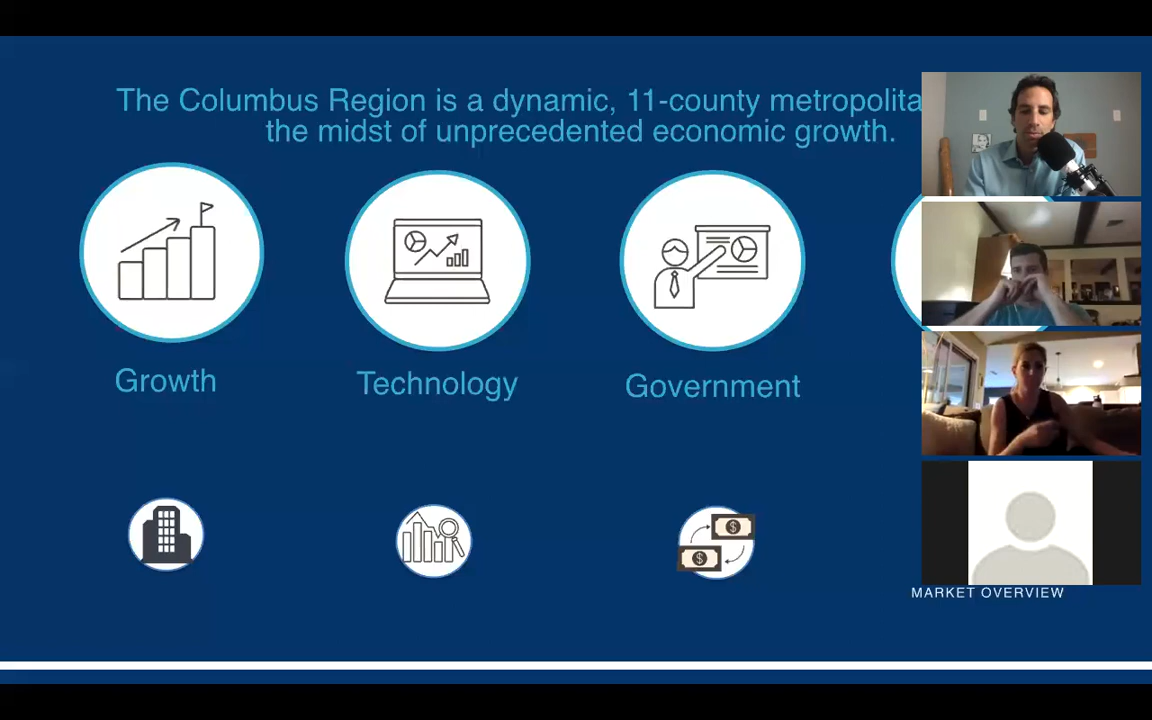 The Columbus Region is a dynamic, 11-county metropolita
the midst of unprecedented economic growth.
Growth
Technology
Government
$
$
MARKET OVERVIEW